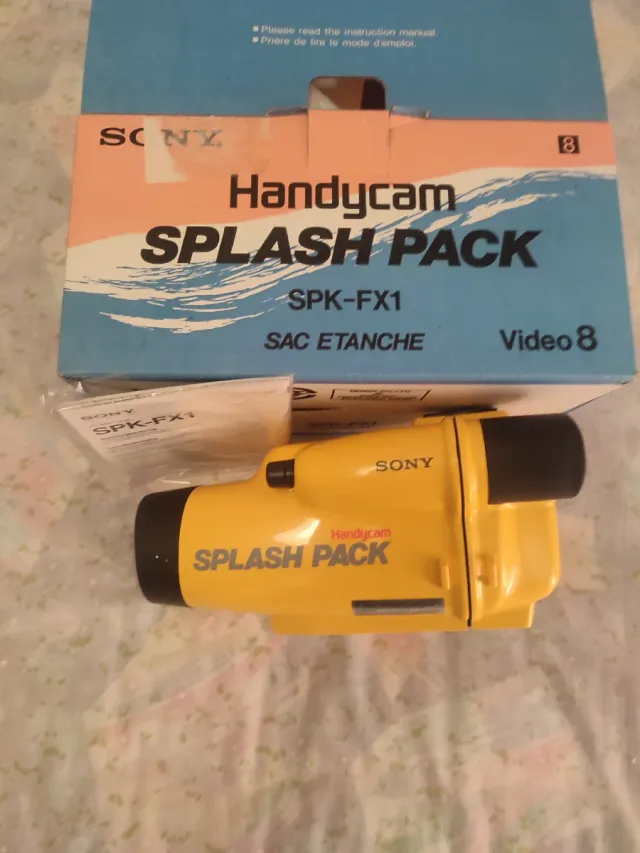 • Please read the instruction manual.
• Prière de lire le mode d'emploi.
SONY
8
Handycam
SPLASH PACK
SPK-FX1
SAC ETANCHE
Video 8
SONY
SPK-FX1
SONY
Handycam
SPLASH PACK